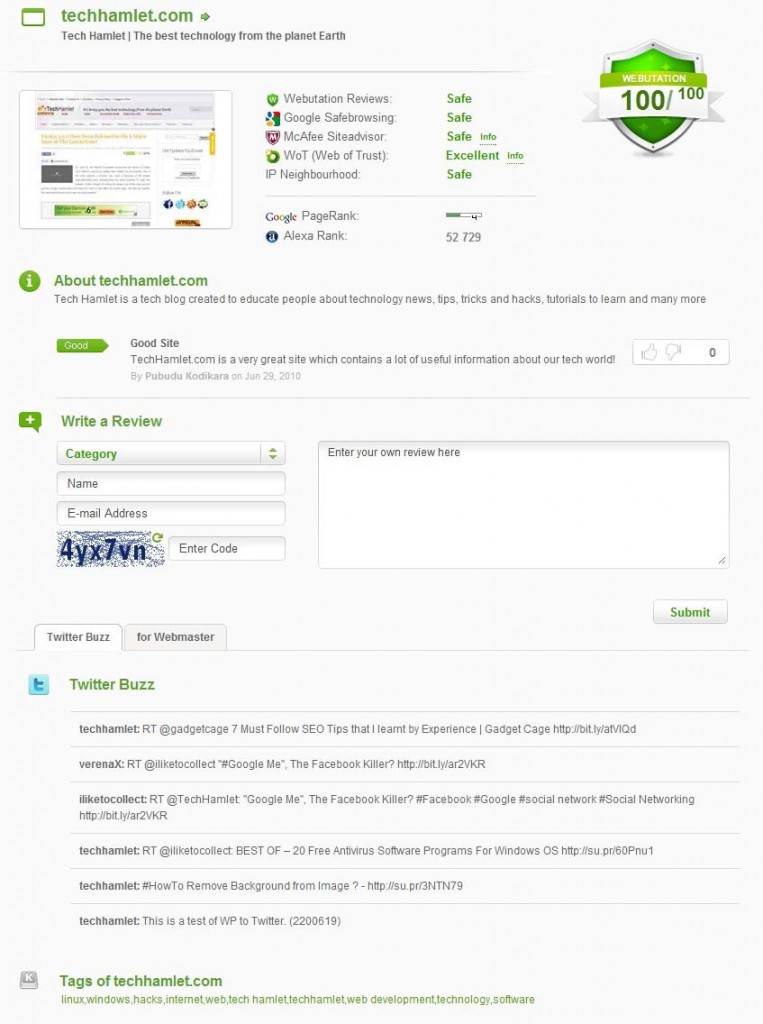 techhamlet.com
Tech Hamlet | The best technology from the planet Earth
WEBUTATION
100/ 100
TechHamlet
Webutation Reviews: Safe
Google Safebrowsing: Safe
McAfee Siteadvisor: Safe Info
WoT (Web of Trust): Excellent Info
IP Neighbourhood: Safe
Google PageRank: 4
Alexa Rank: 52 729
About techhamlet.com
Tech Hamlet is a tech blog created to educate people about technology news, tips, tricks and hacks, tutorials to learn and many more
Good
Good Site
TechHamlet.com is a very great site which contains a lot of useful information about our tech world!
0
By Pubudu Kodikara on Jun 29, 2010
Write a Review
Category
Enter your own review here
Name
E-mail Address
4yx7vn
Enter Code
Submit
Twitter Buzz
for Webmaster
Twitter Buzz
techhamlet: RT @gadgetcage 7 Must Follow SEO Tips that I learnt by Experience | Gadget Cage http://bit.ly/atVlQd
verenaX: RT @iliketocollect "#Google Me", The Facebook Killer? http://bit.ly/ar2VKR
iliketocollect: RT @TechHamlet: "Google Me", The Facebook Killer? #Facebook #Google #social network #Social Networking
http://bit.ly/ar2VKR
techhamlet: RT @iliketocollect: BEST OF – 20 Free Antivirus Software Programs For Windows OS http://su.pr/60Pnu1
techhamlet: #HowTo Remove Background from Image ? - http://su.pr/3NTN79
techhamlet: This is a test of WP to Twitter. (2200619)
K
Tags of techhamlet.com
linux,windows,hacks,internet,web,tech hamlet,techhamlet,web development,technology,software